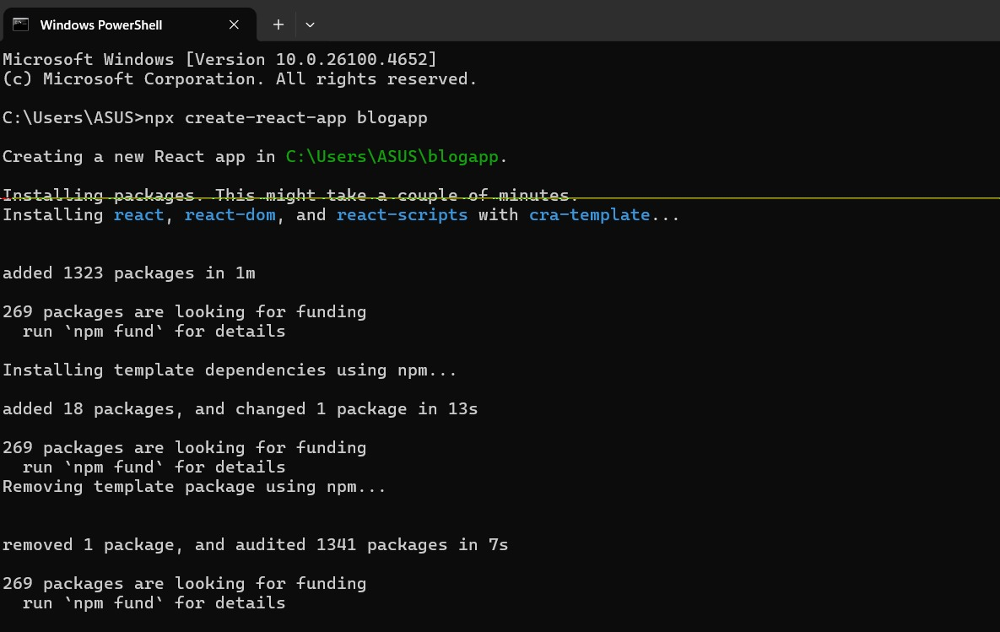 Windows PowerShell
Microsoft Windows [Version 10.0.26100.4652]
(c) Microsoft Corporation. All rights reserved.
C:\Users\ASUS>npx create-react-app blogapp
Creating a new React app in C:\Users\ASUS\blogapp.
Installing packages. This might take a couple of minutes.
Installing react, react-dom, and react-scripts with cra-template...
added 1323 packages in 1m
269 packages are looking for funding
  run `npm fund` for details
Installing template dependencies using npm...
added 18 packages, and changed 1 package in 13s
269 packages are looking for funding
  run `npm fund` for details
Removing template package using npm...
removed 1 package, and audited 1341 packages in 7s
269 packages are looking for funding
  run `npm fund` for details